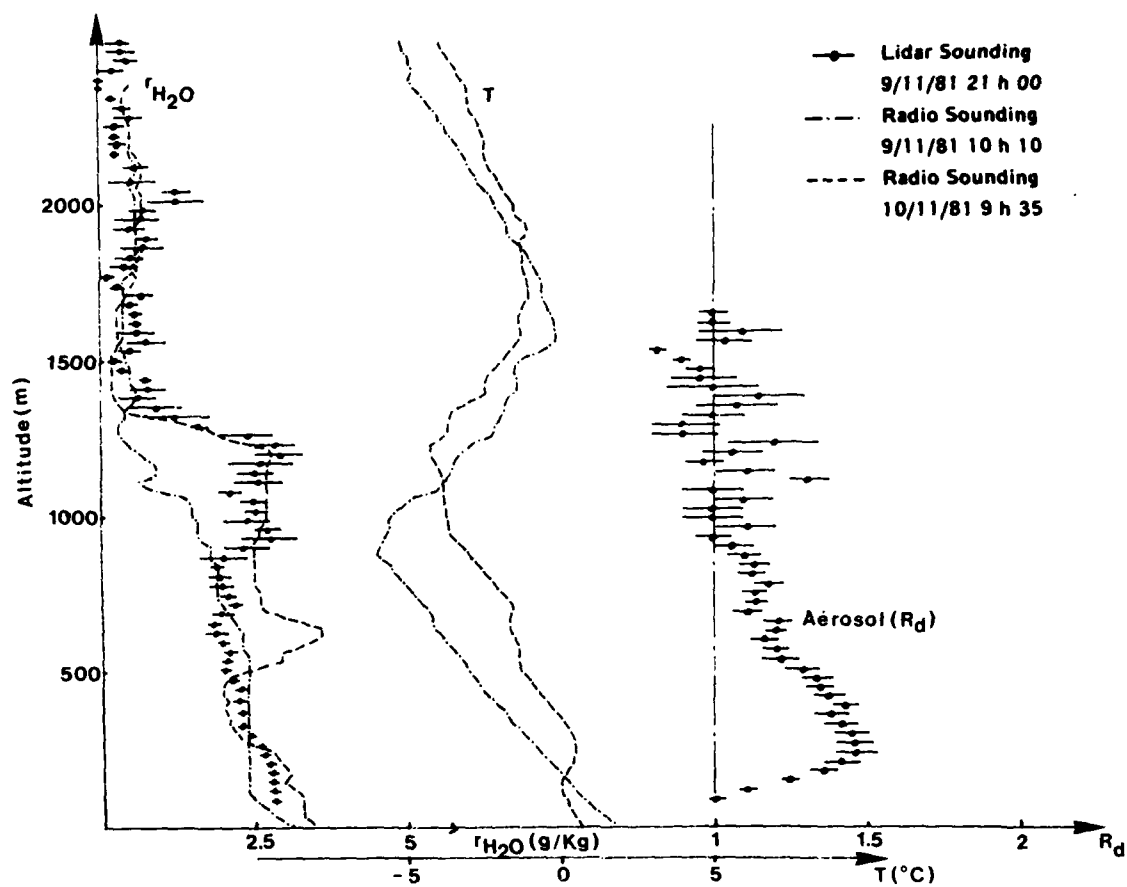 Lidar Sounding
9/11/81 21 h 00
Radio Sounding
9/11/81 10 h 10
Radio Sounding
10/11/81 9 h 35
rH2O
T
2000
1500
1000
500
Altitude (m)
Aérosol (Rd)
2.5
5
rH2O (g/Kg)
1
1.5
2
Rd
-5
0
5
T (°C)